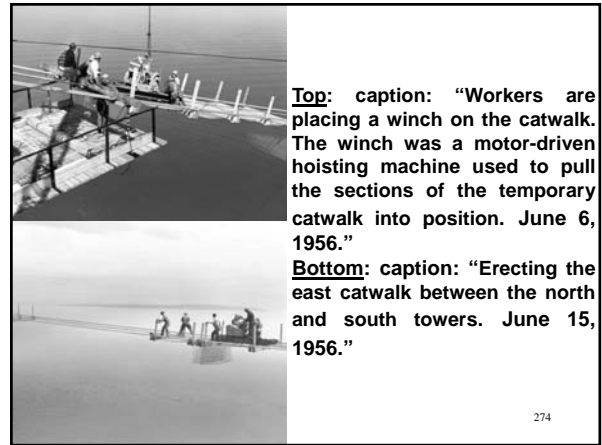 Top: caption: “Workers are
placing a winch on the catwalk.
The winch was a motor-driven
hoisting machine used to pull
the sections of the temporary
catwalk into position. June 6,
1956.”
Bottom: caption: “Erecting the
east catwalk between the north
and south towers. June 15,
1956.”
274